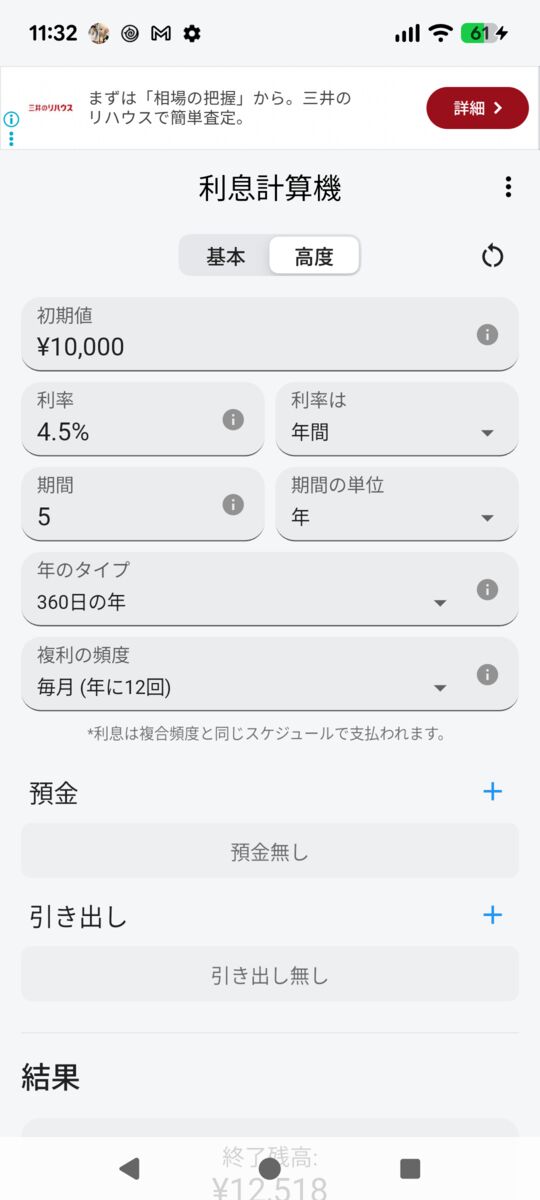 11:32
61
三井のリハウス
まずは「相場の把握」から。三井の
リハウスで簡単査定。
詳細
利息計算機
基本 高度
初期値
¥10,000
利率
4.5%
利率は
年間
期間
5
期間の単位
年
年のタイプ
360日の年
複利の頻度
毎月 (年に12回)
*利息は複合頻度と同じスケジュールで支払われます。
預金
預金無し
引き出し
引き出し無し
結果
終了残高:
¥12,518